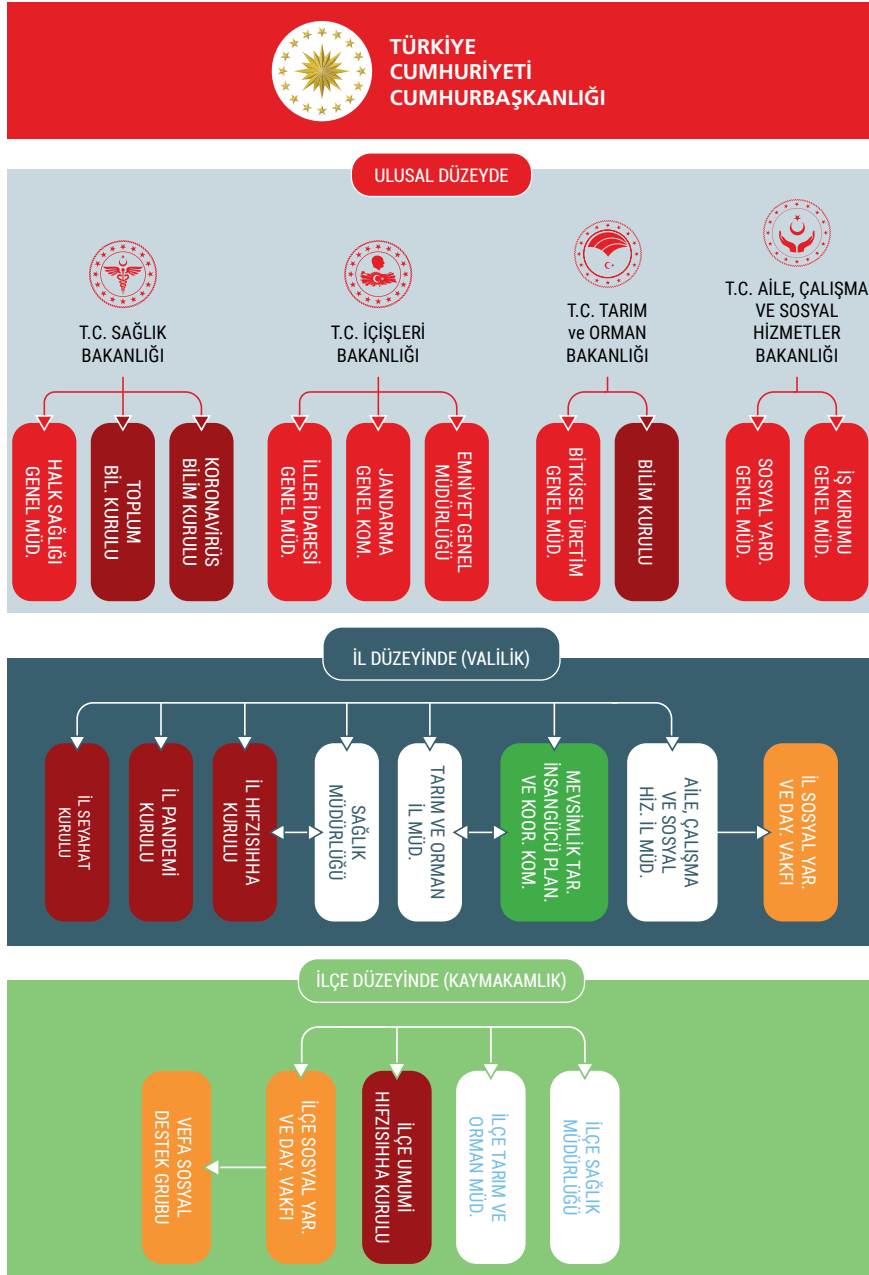 TÜRKİYE
CUMHURİYETİ
CUMHURBAŞKANLIĞI
ULUSAL DÜZEYDE
T.C. SAĞLIK
BAKANLIĞI
T.C. İÇİŞLERİ
BAKANLIĞI
T.C. TARIM
ve ORMAN
BAKANLIĞI
T.C. AİLE, ÇALIŞMA
VE SOSYAL
HİZMETLER
BAKANLIĞI
HALK SAĞLIĞI
GENEL MÜD.
TOPLUM
BİL. KURULU
KORONAVİRÜS
BİLİM KURULU
İLLER İDARESİ
GENEL MÜD.
JANDARMA
GENEL KOM.
EMNİYET GENEL
MÜDÜRLÜĞÜ
BİTKİSEL ÜRETİM
GENEL MÜD.
BİLİM KURULU
SOSYAL YARD.
GENEL MÜD.
İŞ KURUMU
GENEL MÜD.
İL DÜZEYİNDE (VALİLİK)
İL SEYAHAT
KURULU
İL PANDEMİ
KURULU
İL HIFZISIHHA
KURULU
SAĞLIK
MÜDÜRLÜĞÜ
TARIM VE ORMAN
İL MÜD.
MEVSİMLİK TAR.
İNSANGÜCÜ PLAN.
VE KOOR. KOM.
AİLE, ÇALIŞMA
VE SOSYAL
HİZ. İL MÜD.
İL SOSYAL YAR.
VE DAY. VAKFI
İLÇE DÜZEYİNDE (KAYMAKAMLIK)
VEFA SOSYAL
DESTEK GRUBU
İLÇE SOSYAL YAR.
VE DAY. VAKFI
İLÇE UMUMİ
HIFZISIHHA KURULU
İLÇE TARIM VE
ORMAN MÜD.
İLÇE SAĞLIK
MÜDÜRLÜĞÜ